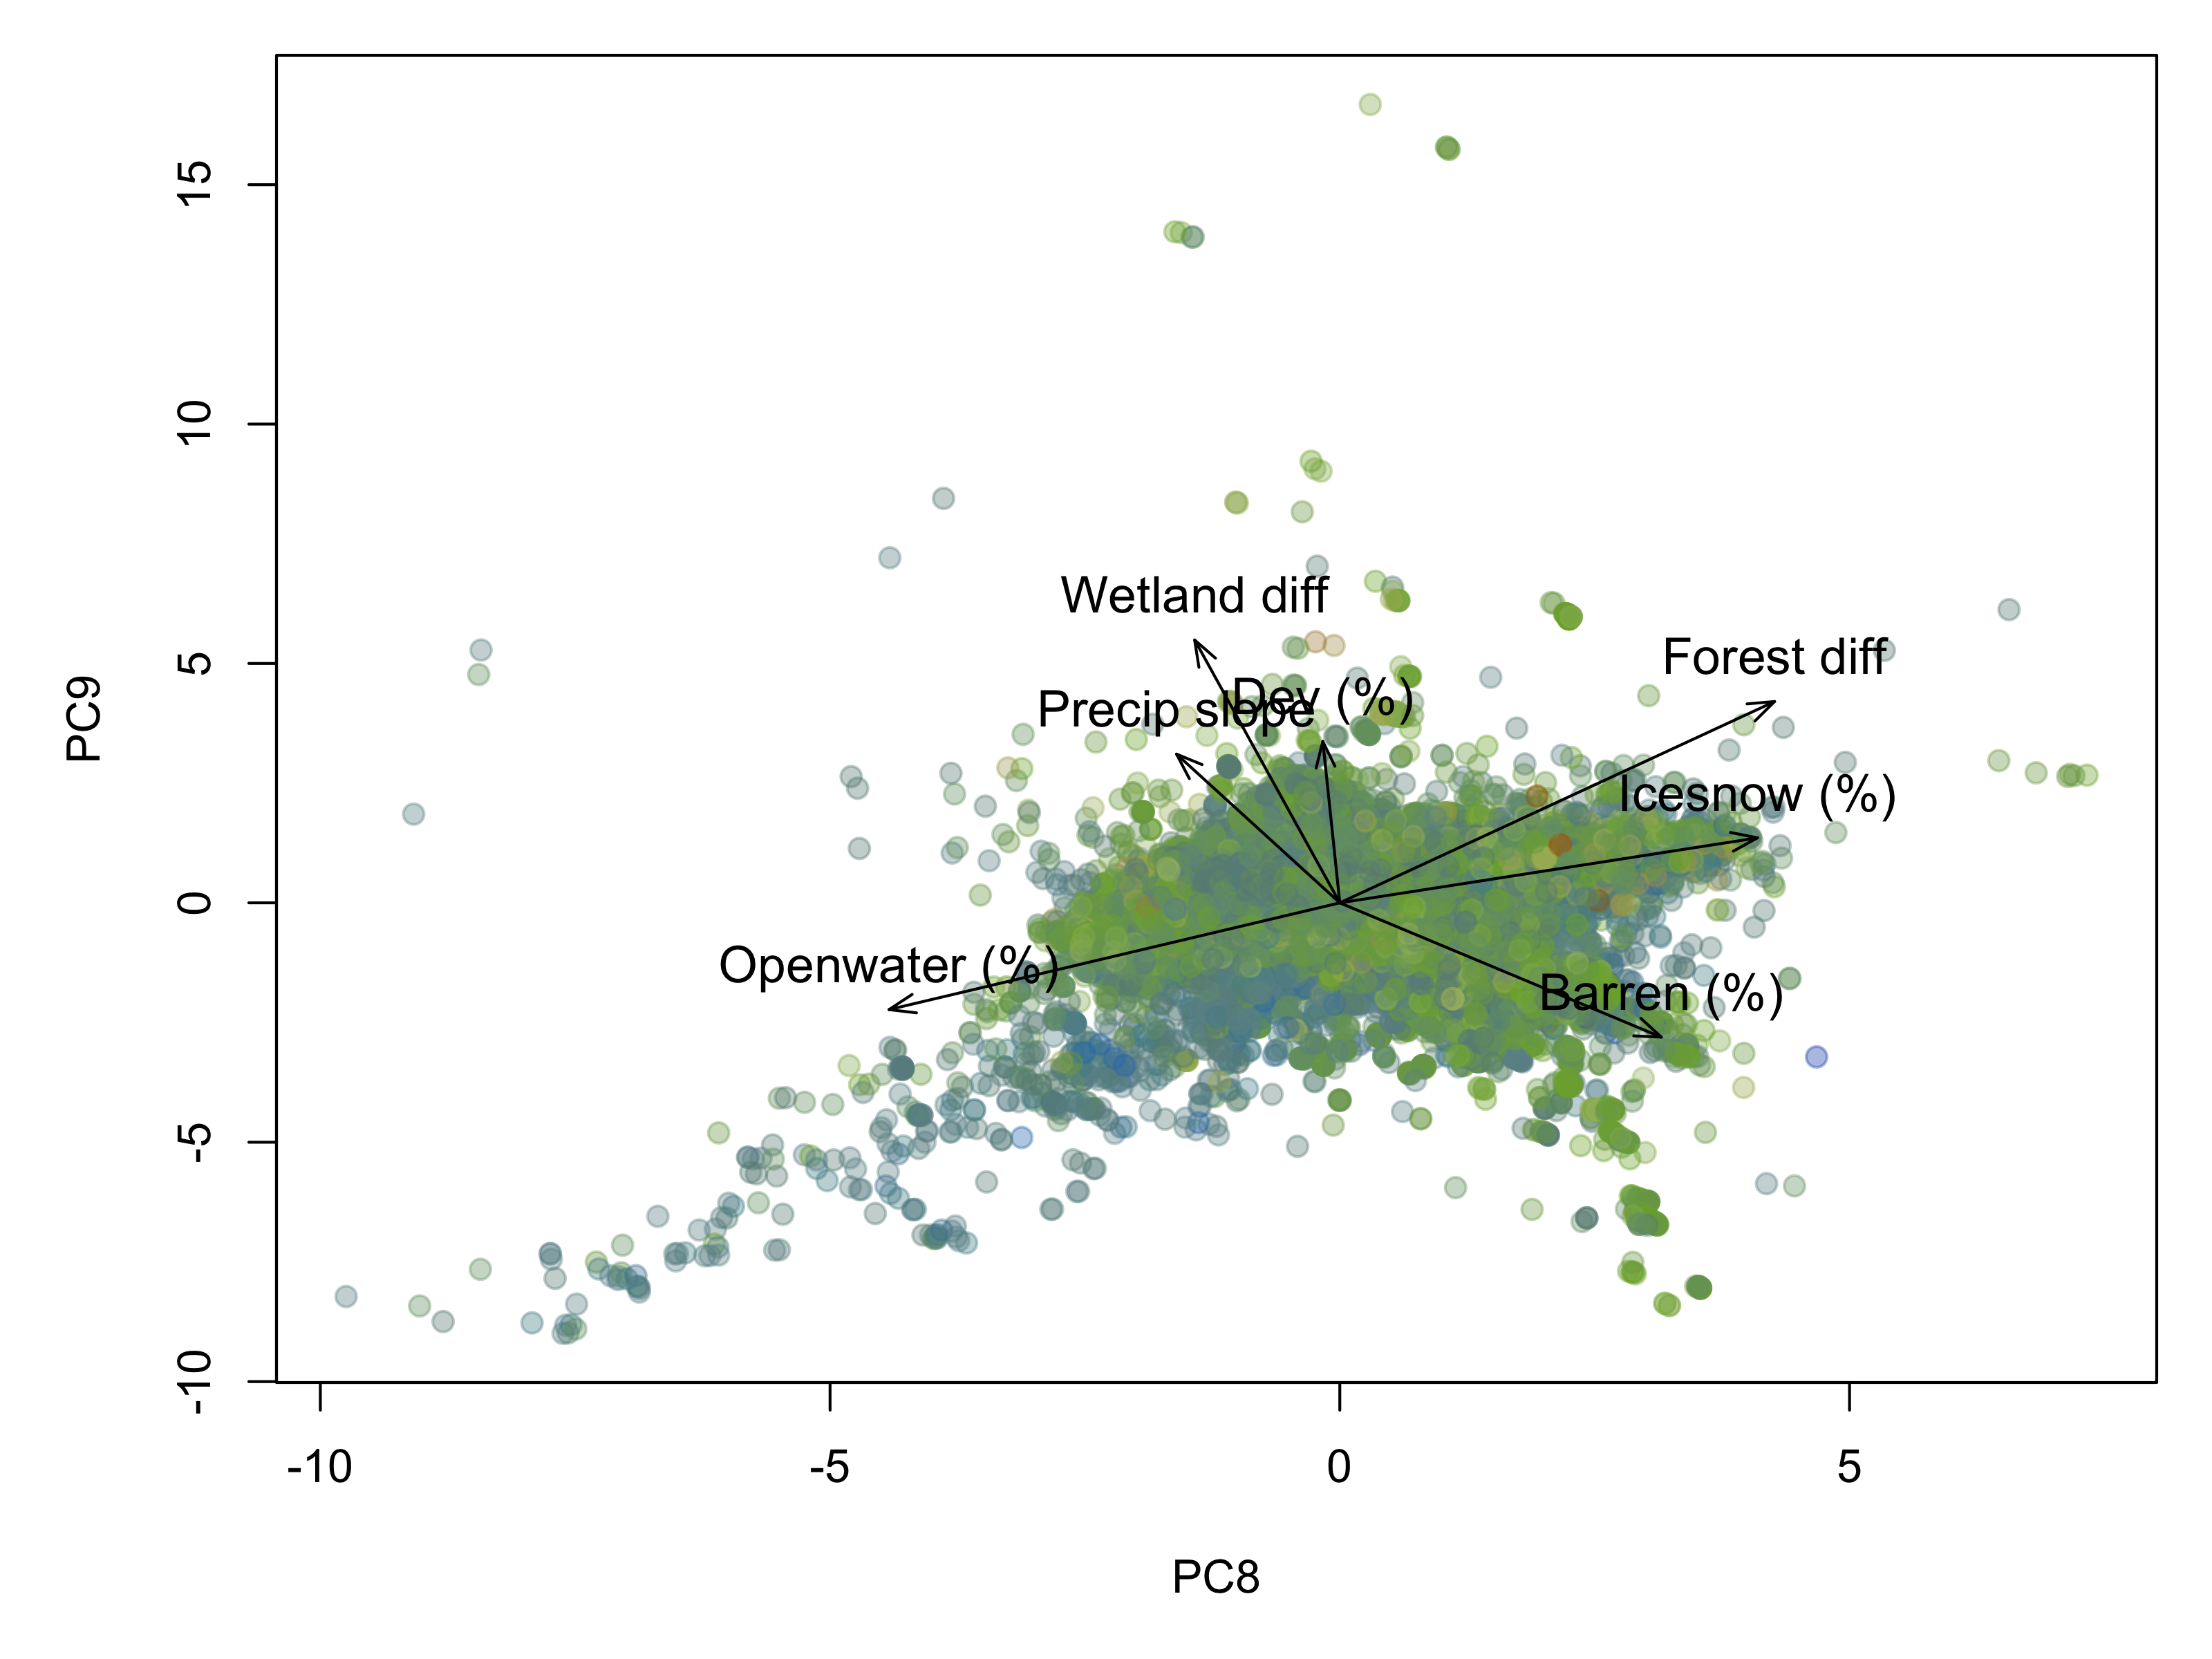 15
10
5
0
-5
-10
PC9
Wetland diff
Forest diff
Dev (%)
Precip slope
Icesnow (%)
Openwater (%)
Barren (%)
-10
-5
0
5
PC8